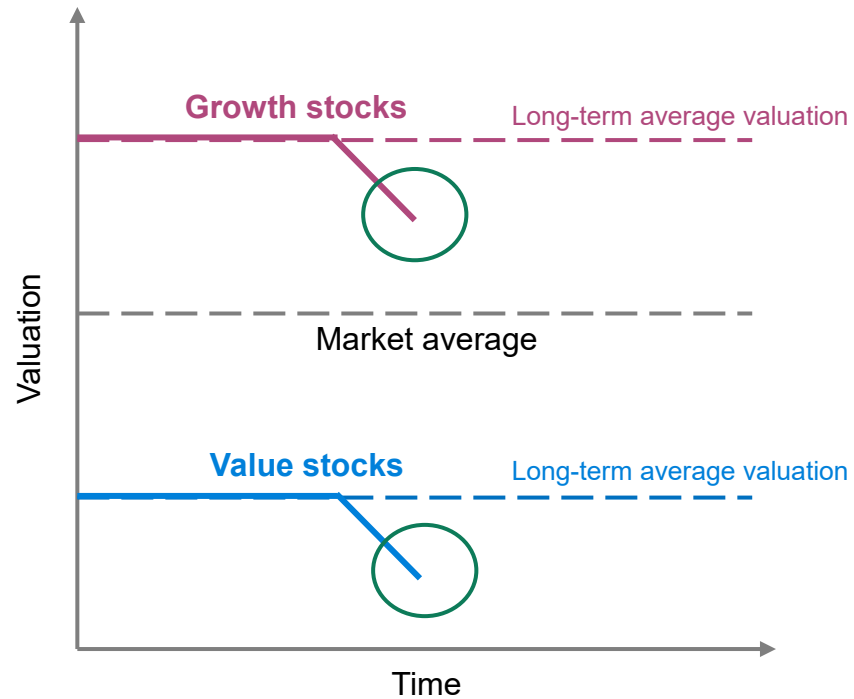 Growth stocks
Long-term average valuation
Valuation
Market average
Value stocks
Long-term average valuation
Time